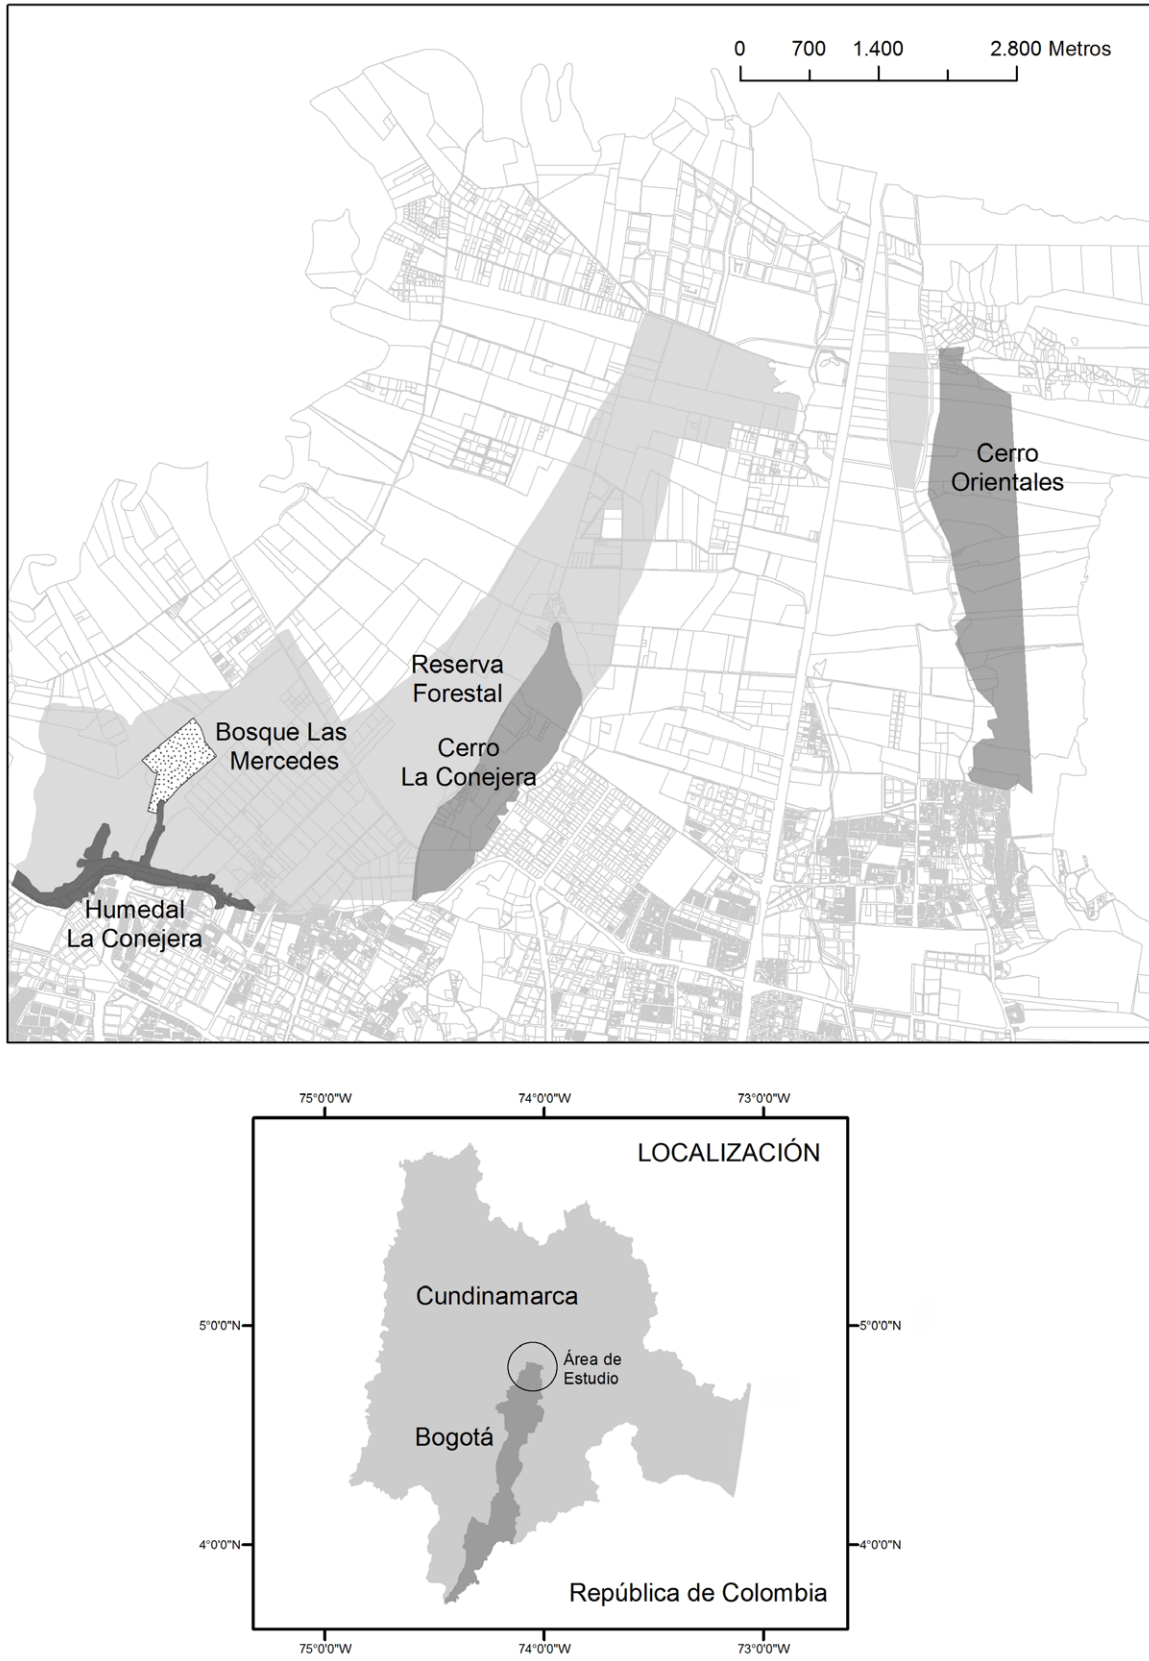 0 700 1.400 2.800 Metros
Cerro
Orientales
Reserva
Forestal
Bosque Las
Mercedes
Cerro
La Conejera
Humedal
La Conejera
75°0'0"W 74°0'0"W 73°0'0"W
LOCALIZACIÓN
Cundinamarca
5°0'0"N 5°0'0"N
Área de
Estudio
Bogotá
4°0'0"N 4°0'0"N
República de Colombia
75°0'0"W 74°0'0"W 73°0'0"W